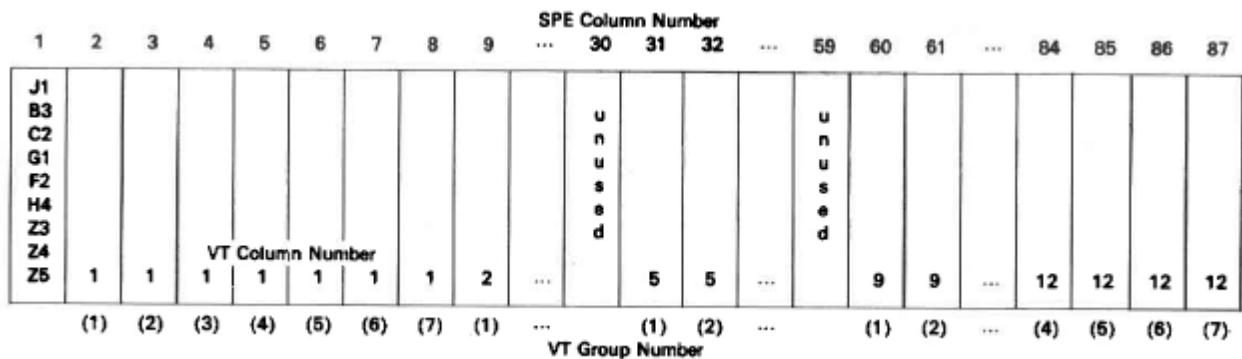 SPE Column Number
1 2 3 4 5 6 7 8 9 ... 30 31 32 ... 59 60 61 ... 84 85 86 87
J1
B3
C2
G1
F2
H4
Z3
Z4
Z5
unused
unused
VT Column Number
1 1 1 1 1 1 1 2 ... 5 5 ... 9 9 ... 12 12 12 12
(1) (2) (3) (4) (5) (6) (7) (1) ... (1) (2) ... (1) (2) ... (4) (5) (6) (7)
VT Group Number